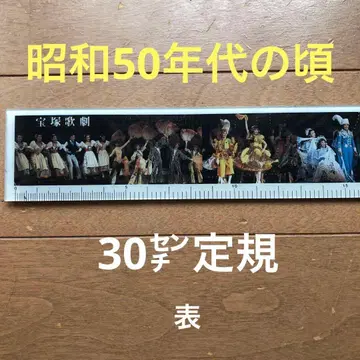 昭和50年代の頃
宝塚歌劇
30㌢定規
表